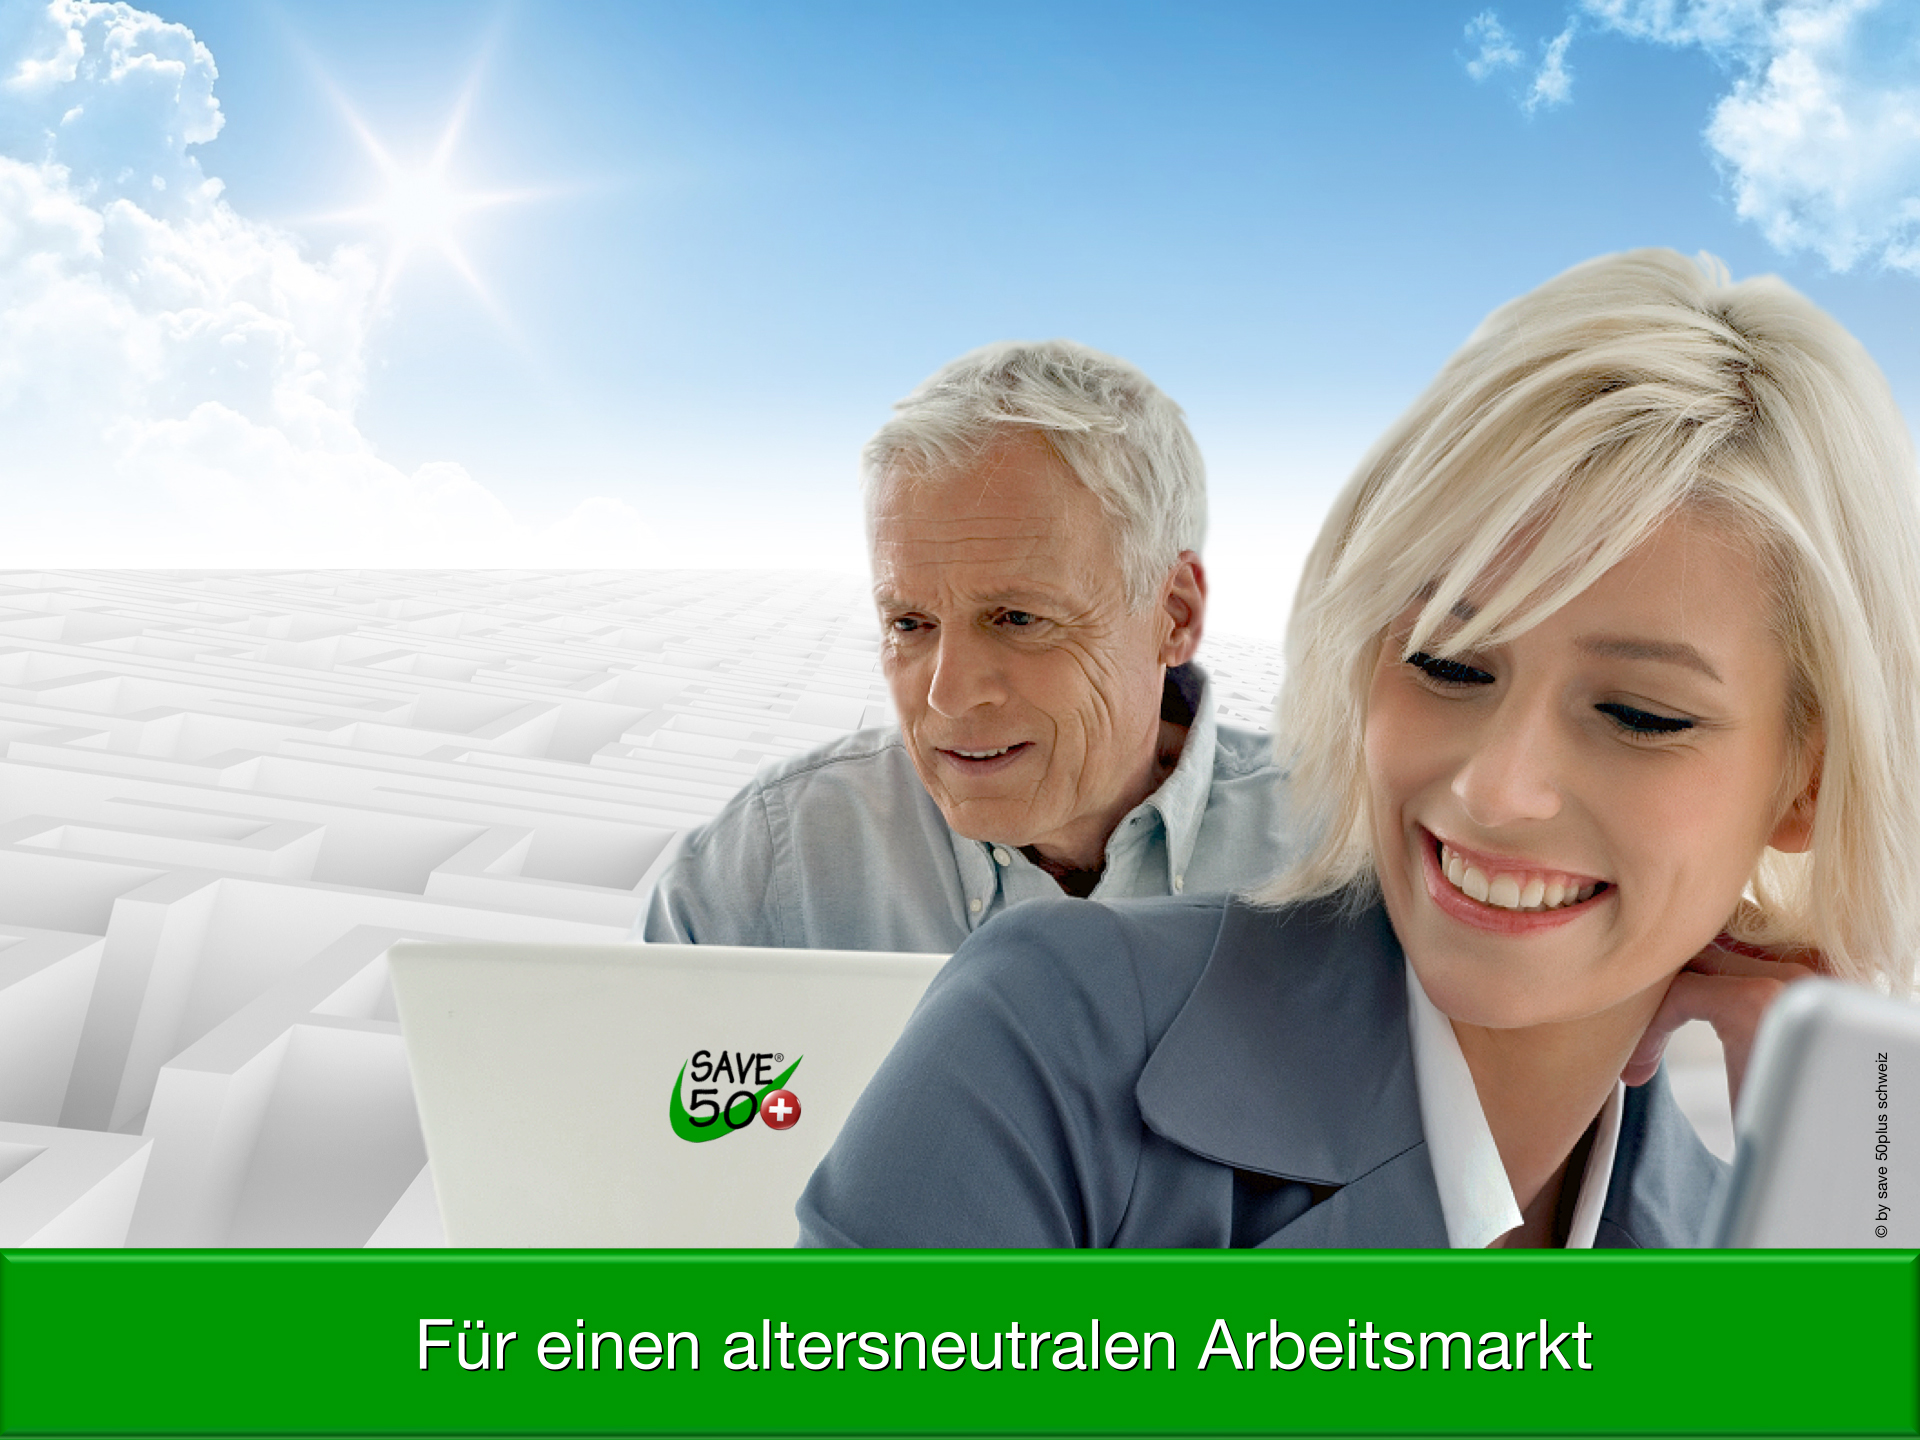 SAVE®
50+
© by save 50plus schweiz
Für einen altersneutralen Arbeitsmarkt